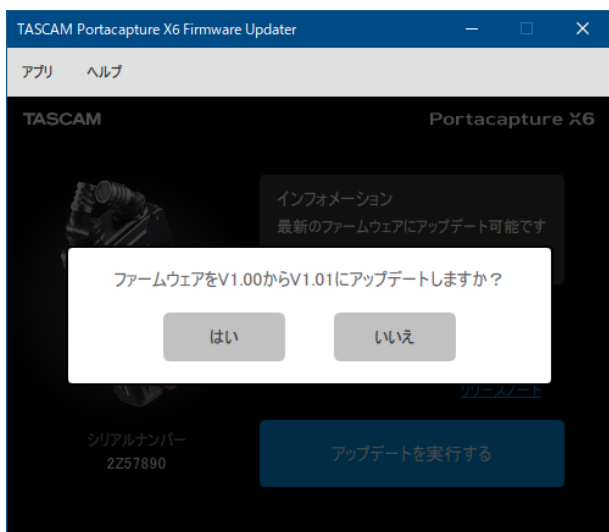 TASCAM Portacapture X6 Firmware Updater
アプリ ヘルプ
TASCAM
Portacapture X6
インフォメーション
最新のファームウェアにアップデート可能です
ファームウェアをV1.00からV1.01にアップデートしますか？
はい いいえ
リリースノート
シリアルナンバー
2Z57890
アップデートを実行する